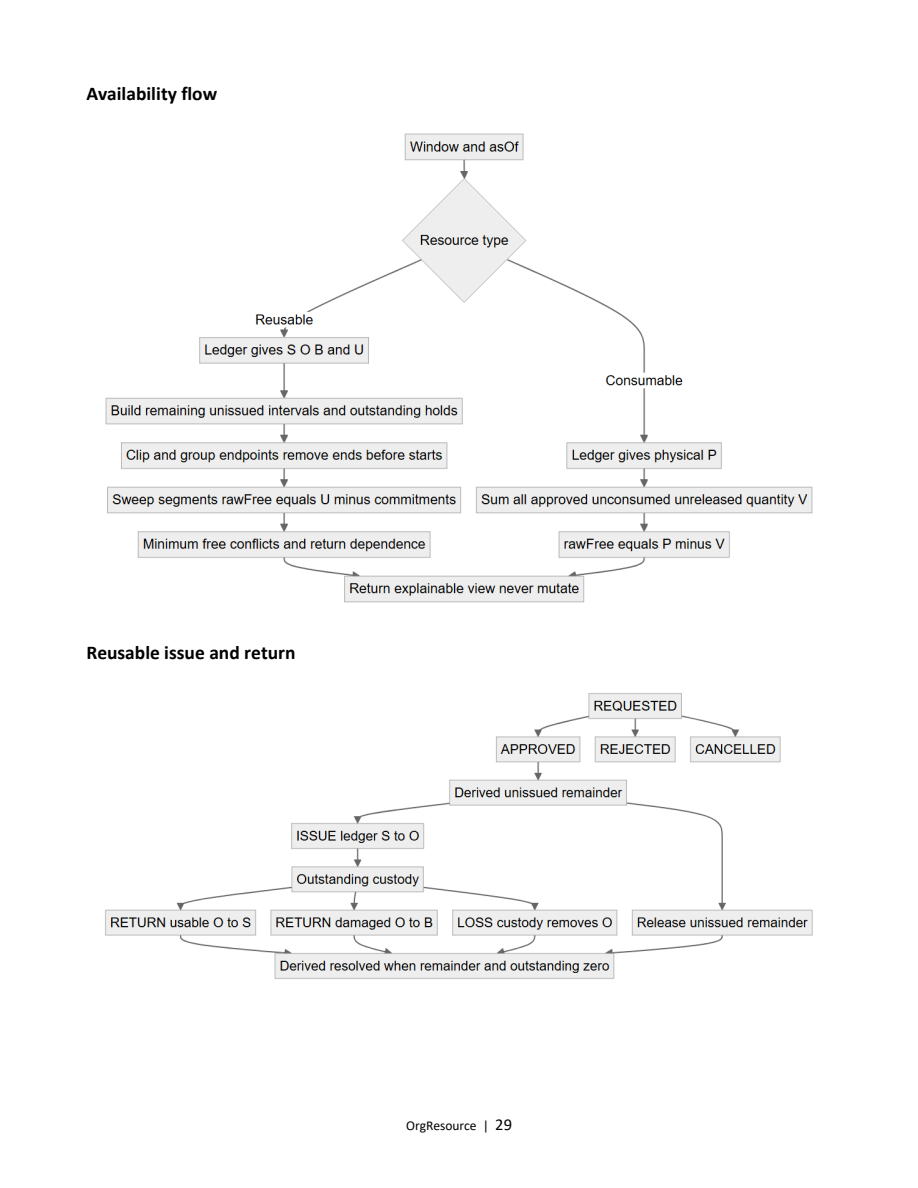 Availability flow
Window and asOf
Resource type
Reusable
Ledger gives S O B and U
Consumable
Build remaining unissued intervals and outstanding holds
Clip and group endpoints remove ends before starts
Ledger gives physical P
Sweep segments rawFree equals U minus commitments
Sum all approved unconsumed unreleased quantity V
Minimum free conflicts and return dependence
rawFree equals P minus V
Return explainable view never mutate
Reusable issue and return
REQUESTED
APPROVED
REJECTED
CANCELLED
Derived unissued remainder
ISSUE ledger S to O
Outstanding custody
RETURN usable O to S
RETURN damaged O to B
LOSS custody removes O
Release unissued remainder
Derived resolved when remainder and outstanding zero
OrgResource | 29